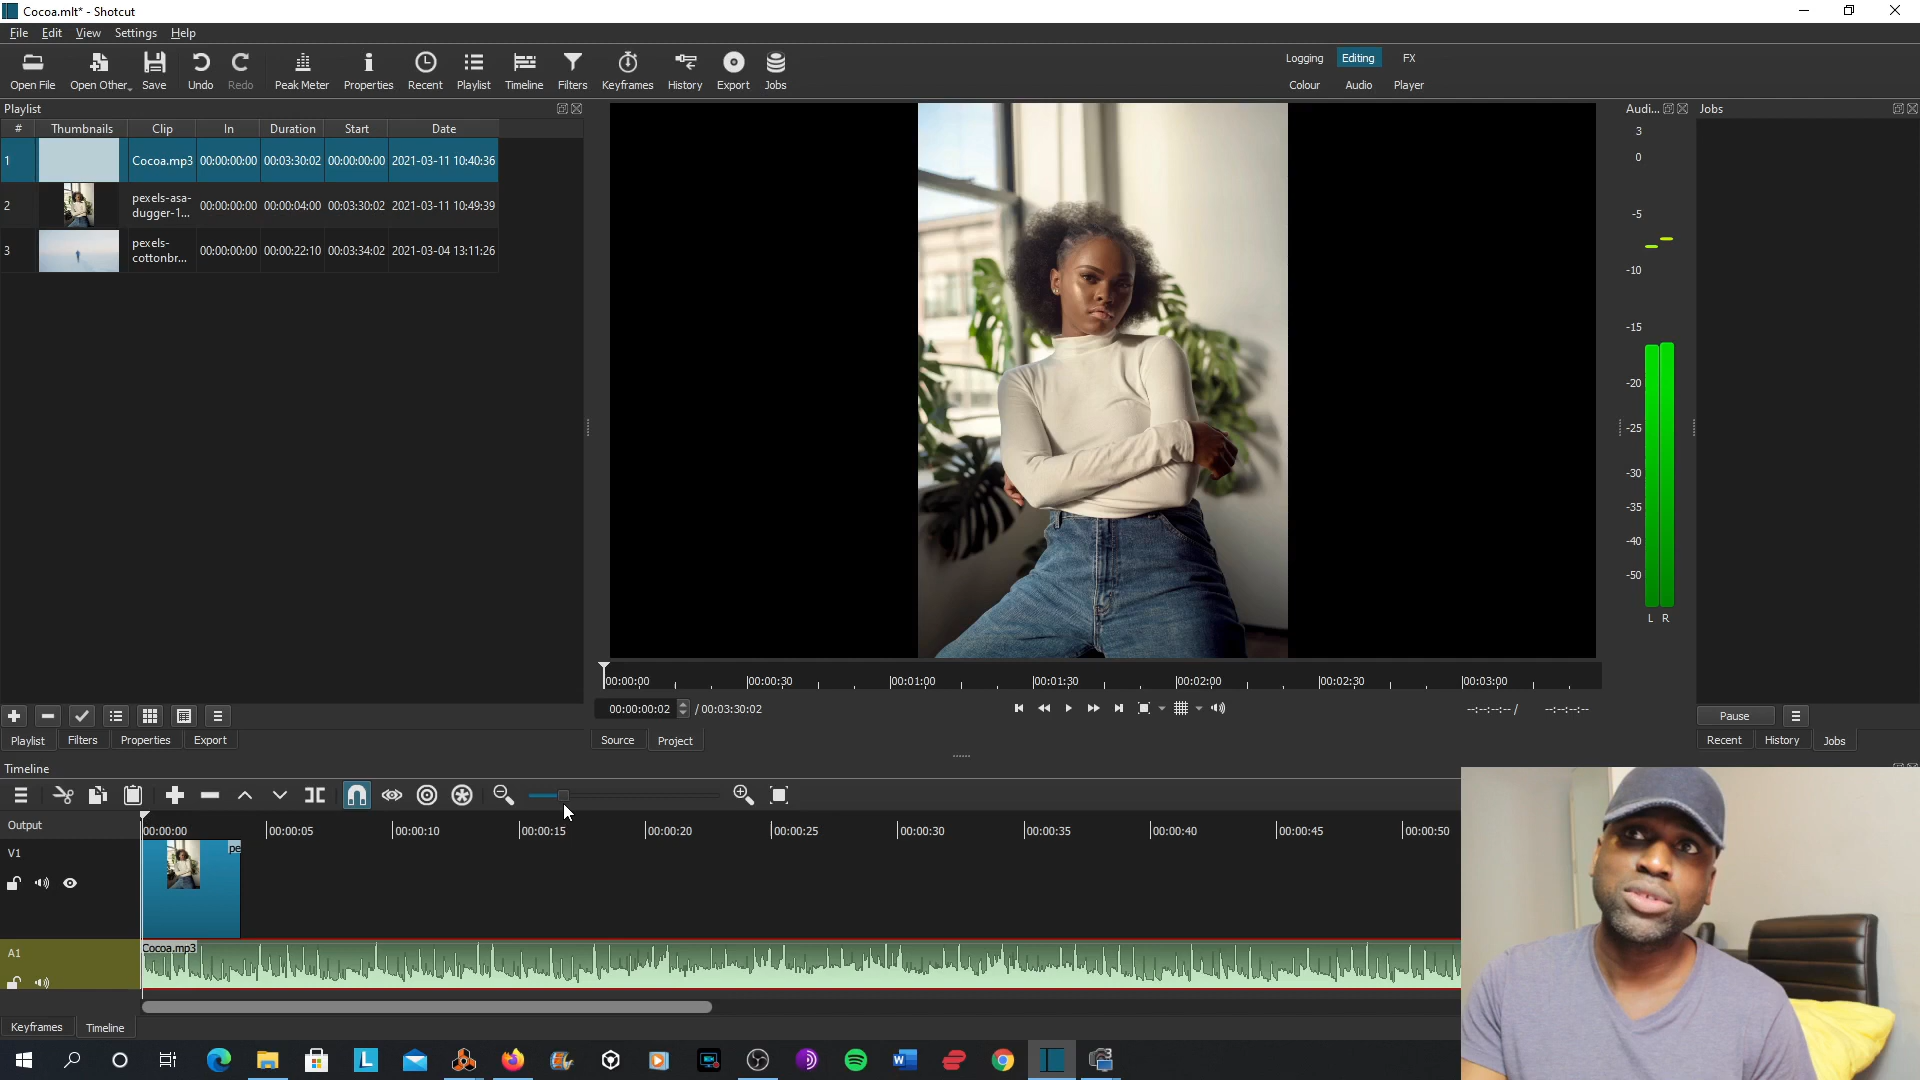 Cocoa.mlt* - Shotcut
File Edit View Settings Help
Open File Open Other... Save Undo Redo Peak Meter Properties Recent Playlist Timeline Filters Keyframes History Export Jobs
Logging Editing FX
Colour Audio Player
Playlist
# Thumbnails Clip In Duration Start Date
1 Cocoa.mp3 00:00:00:00 00:03:30:02 00:00:00:00 2021-03-11 10:40:36
2 pexels-asa-
dugger-1... 00:00:00:00 00:00:04:00 00:03:30:02 2021-03-11 10:49:39
3 pexels-
cottonbr... 00:00:00:00 00:00:22:10 00:03:34:02 2021-03-04 13:11:26
Playlist Filters Properties Export
00:00:00 00:00:30 00:01:00 00:01:30 00:02:00 00:02:30 00:03:00
00:00:00:02 / 00:03:30:02
--:--:--:-- / --:--:--:--
Source Project
Audi...
3
0
-5
-10
-15
-20
-25
-30
-35
-40
-50
L R
Jobs
Pause
Recent History Jobs
Timeline
Output
00:00:00 00:00:05 00:00:10 00:00:15 00:00:20 00:00:25 00:00:30 00:00:35 00:00:40 00:00:45 00:00:50
V1
pe
A1
Cocoa.mp3
Keyframes Timeline